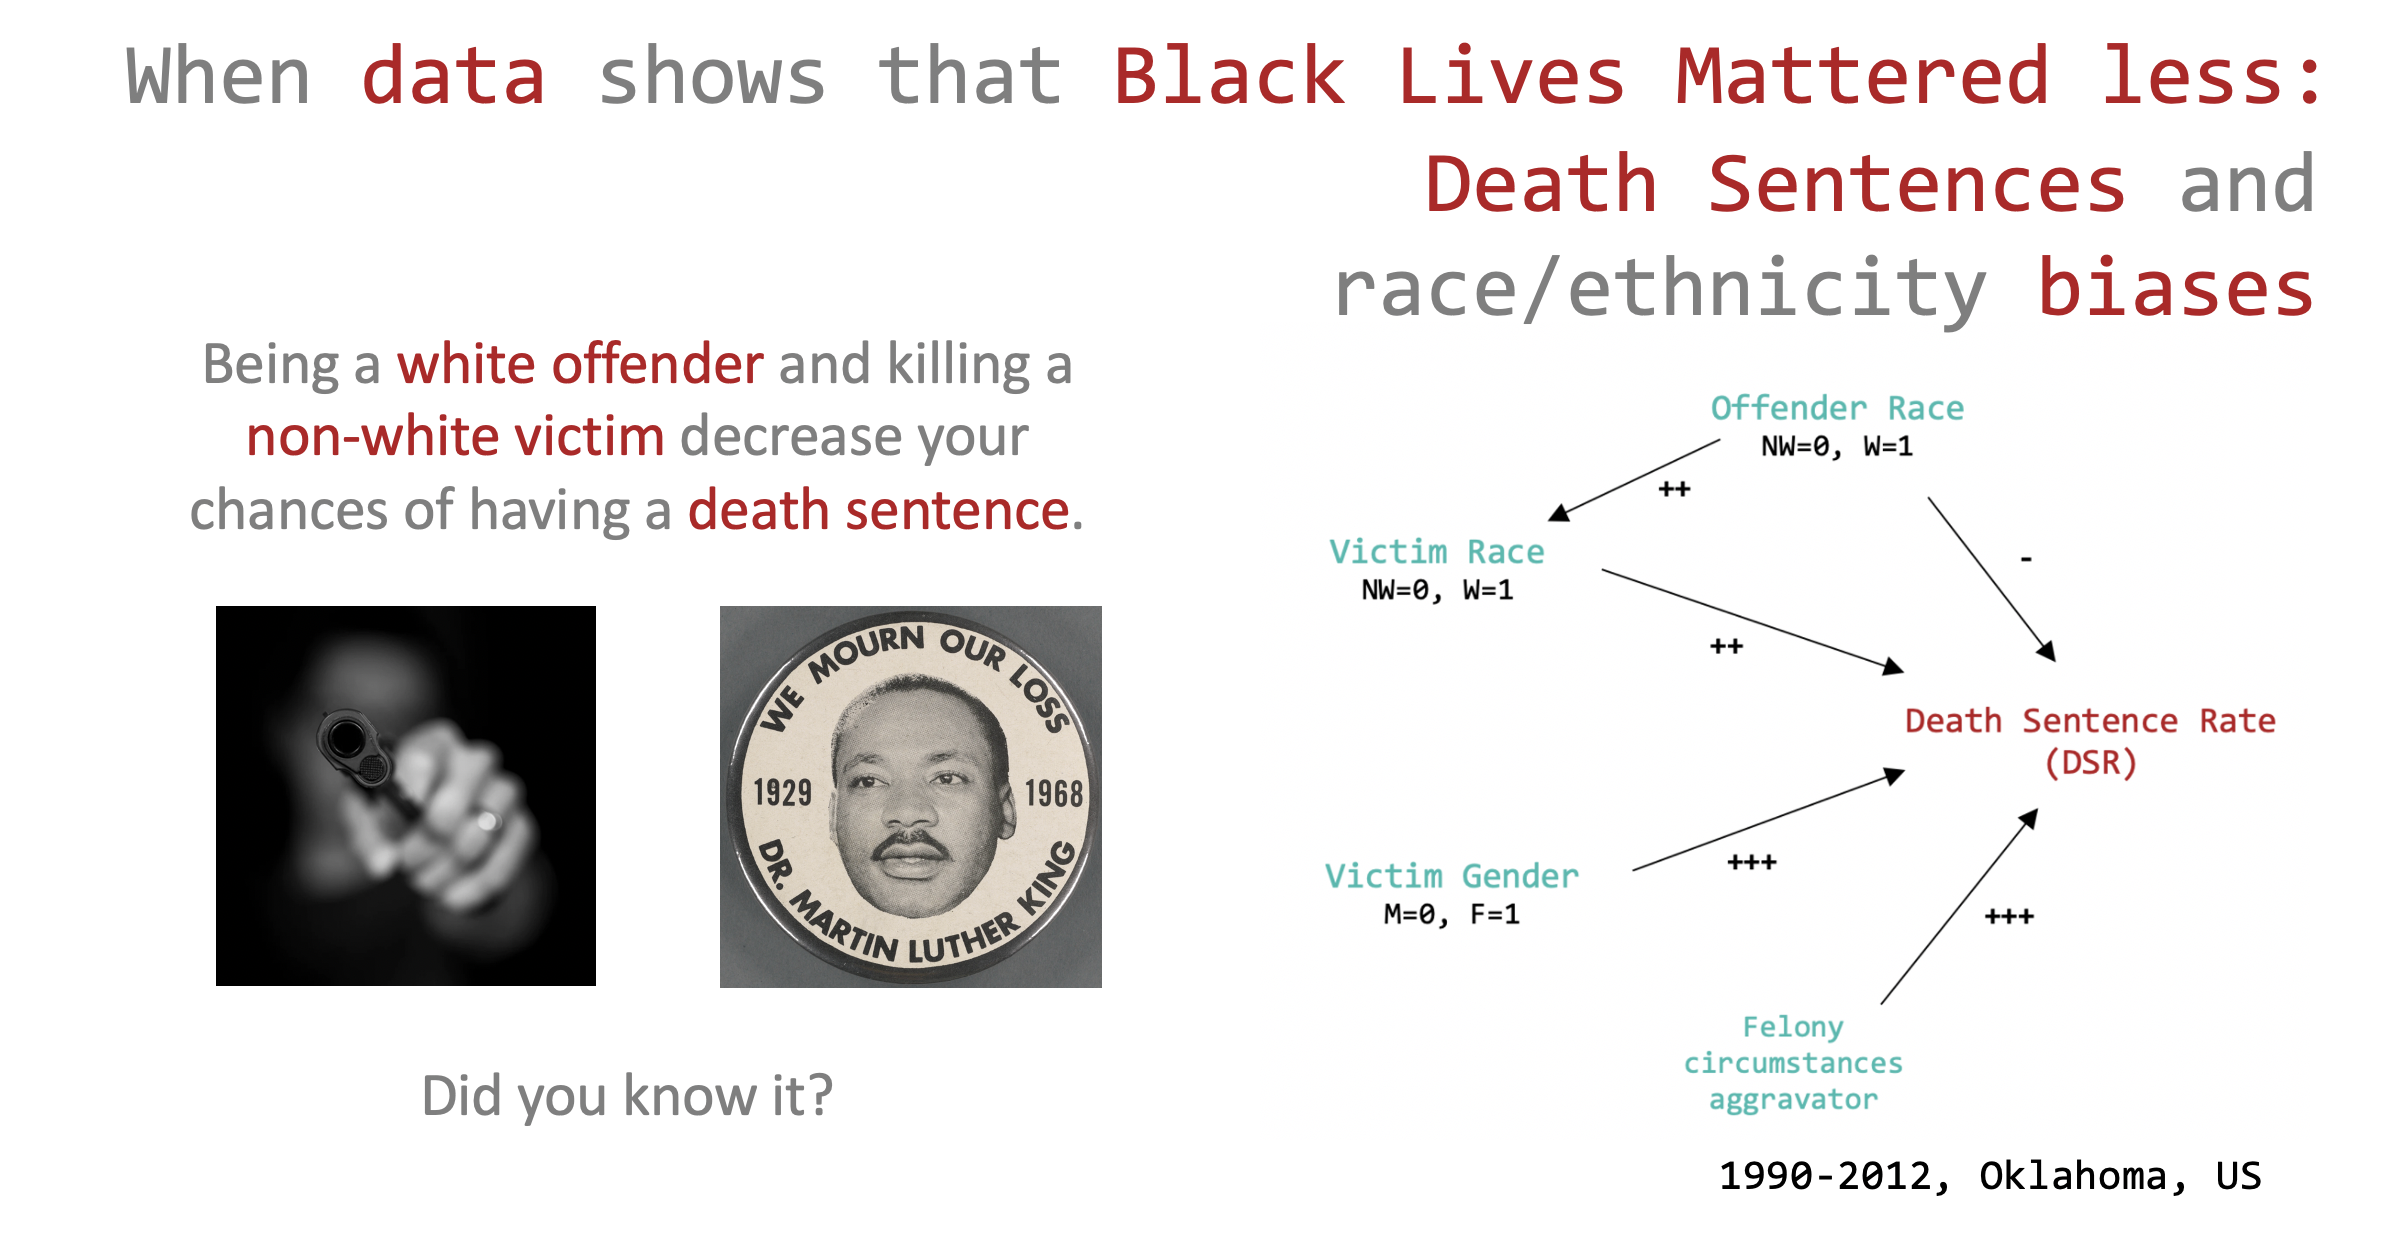 When data shows that Black Lives Mattered less:
Death Sentences and
race/ethnicity biases
Being a white offender and killing a
non-white victim decrease your
chances of having a death sentence.
WE MOURN OUR LOSS
1929 1968
DR. MARTIN LUTHER KING
Did you know it?
Offender Race
NW=0, W=1
++
-
Victim Race
NW=0, W=1
++
Death Sentence Rate
(DSR)
Victim Gender
M=0, F=1
+++
+++
Felony
circumstances
aggravator
1990-2012, Oklahoma, US